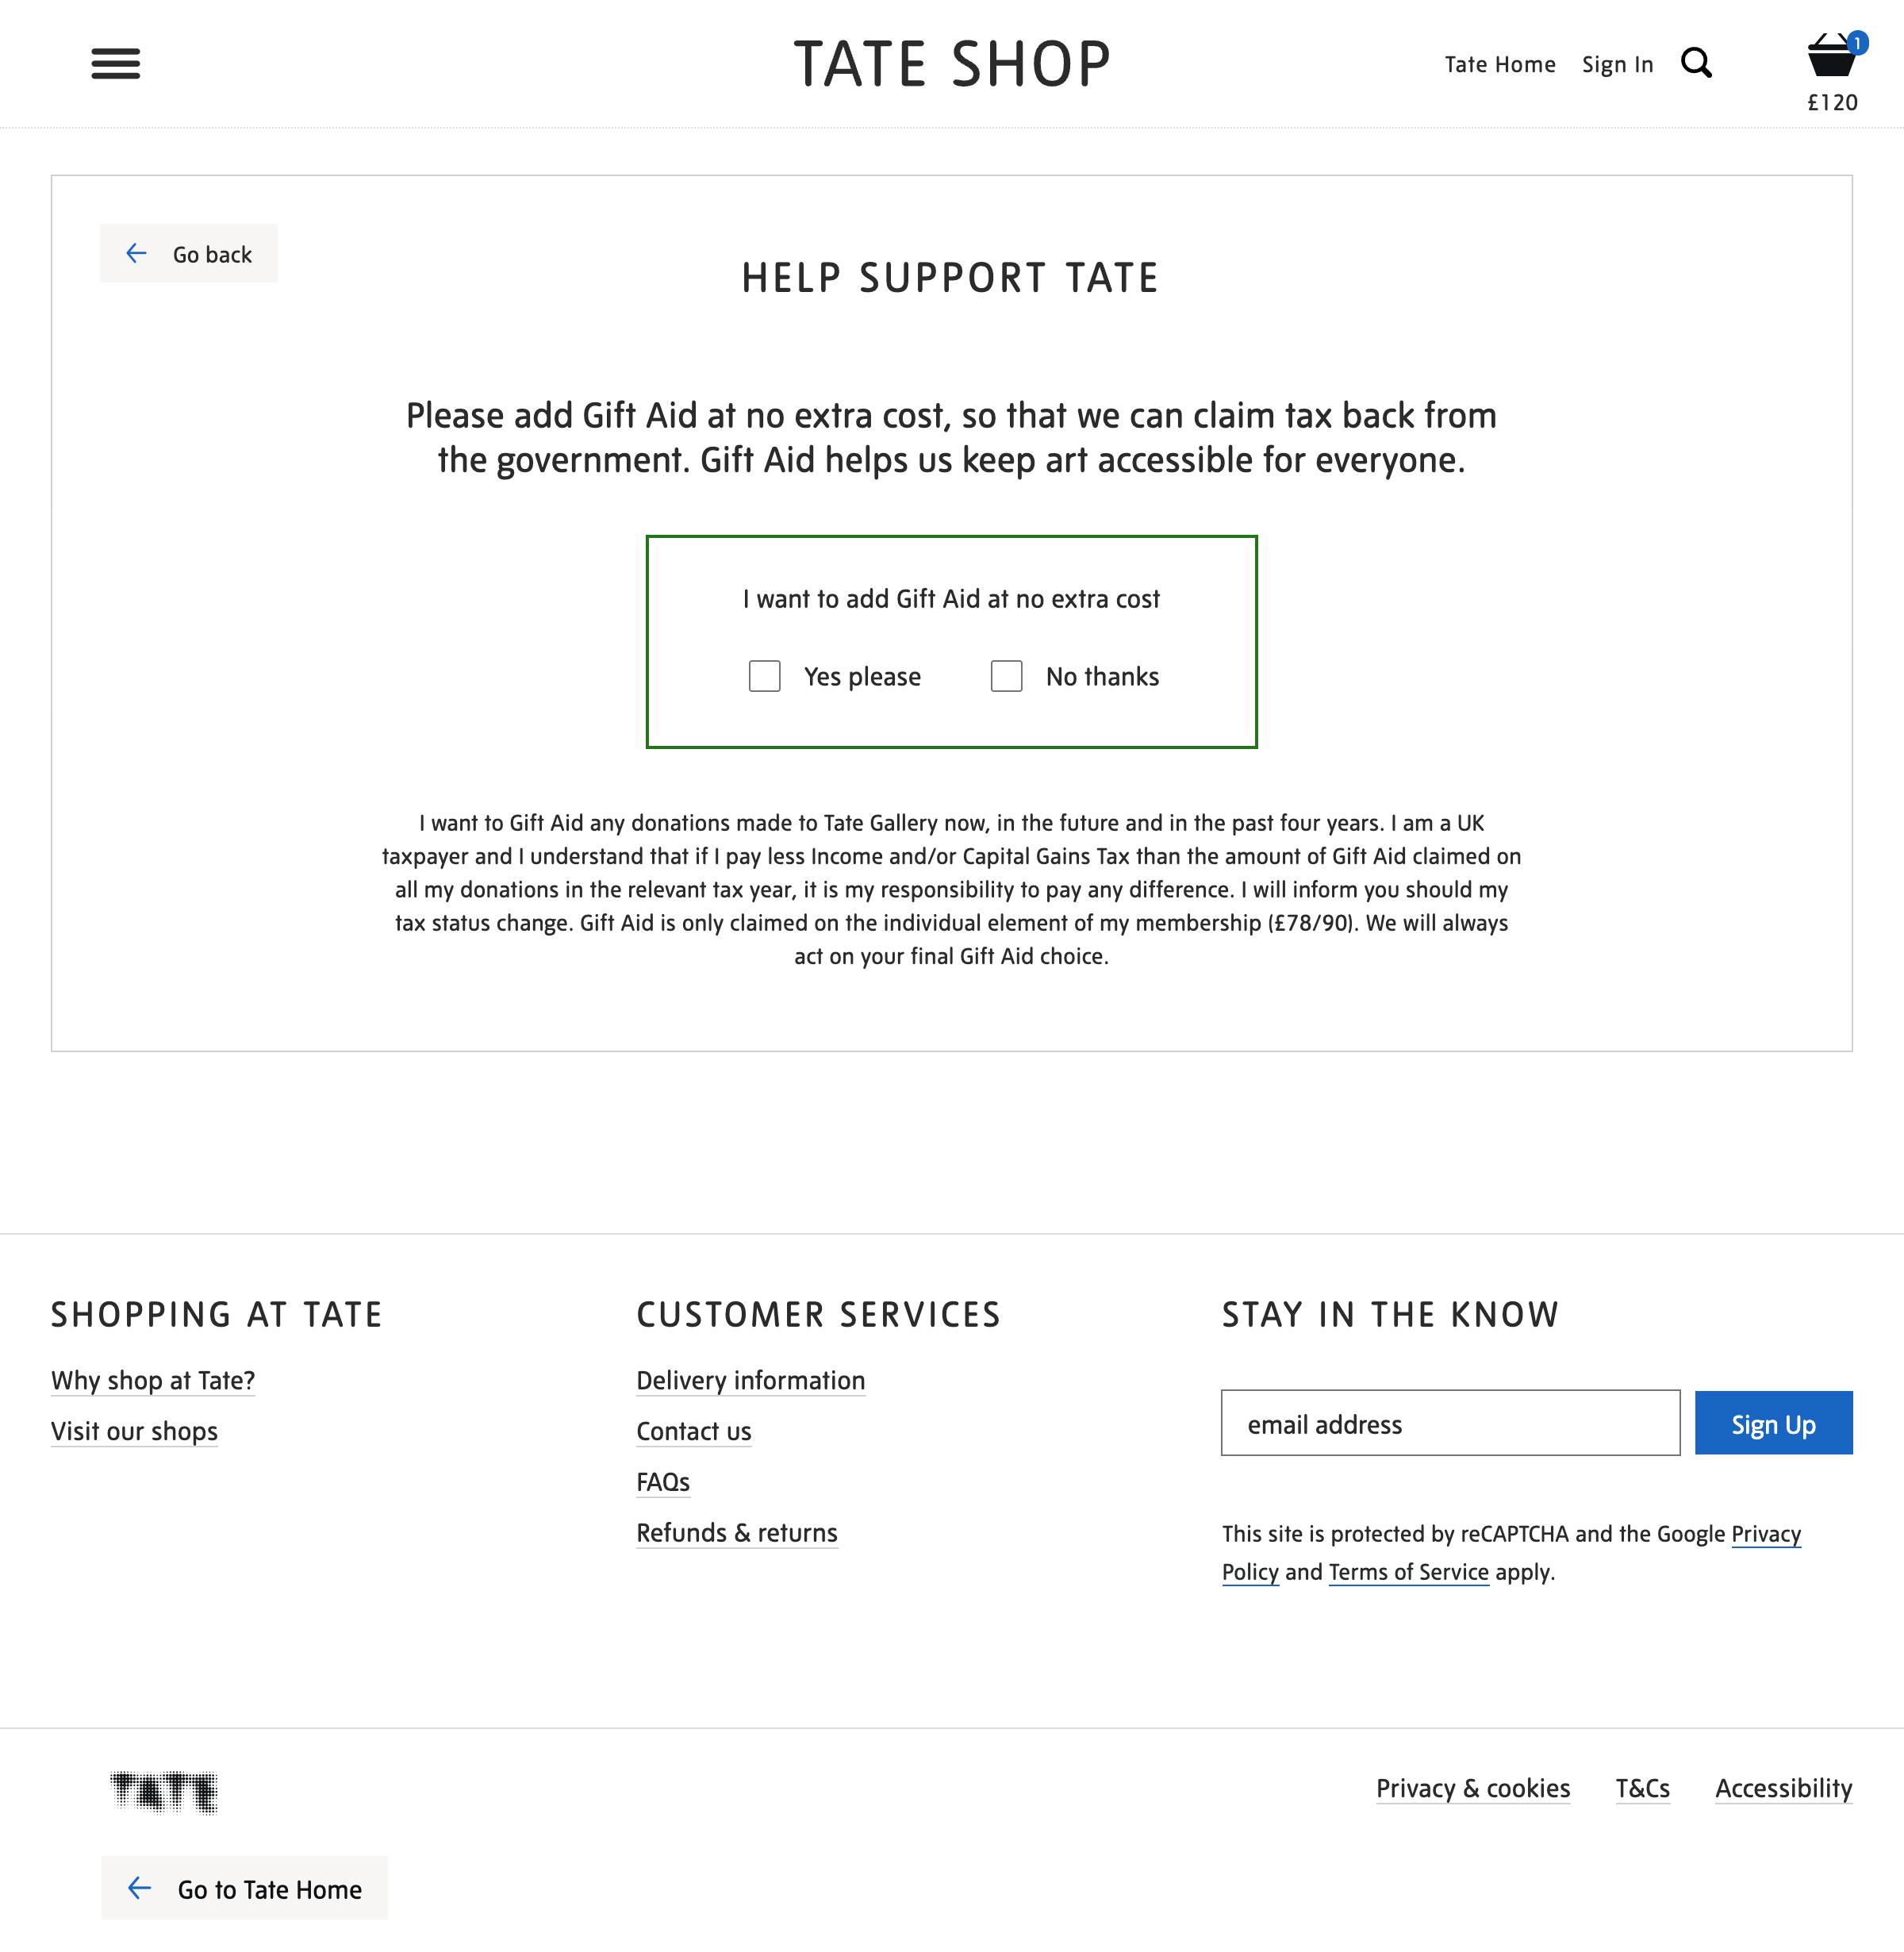 TATE SHOP
Tate Home
Sign In
1
£120
Go back
HELP SUPPORT TATE
Please add Gift Aid at no extra cost, so that we can claim tax back from
the government. Gift Aid helps us keep art accessible for everyone.
I want to add Gift Aid at no extra cost
Yes please
No thanks
I want to Gift Aid any donations made to Tate Gallery now, in the future and in the past four years. I am a UK
taxpayer and I understand that if I pay less Income and/or Capital Gains Tax than the amount of Gift Aid claimed on
all my donations in the relevant tax year, it is my responsibility to pay any difference. I will inform you should my
tax status change. Gift Aid is only claimed on the individual element of my membership (£78/90). We will always
act on your final Gift Aid choice.
SHOPPING AT TATE
Why shop at Tate?
Visit our shops
CUSTOMER SERVICES
Delivery information
Contact us
FAQs
Refunds & returns
STAY IN THE KNOW
email address
Sign Up
This site is protected by reCAPTCHA and the Google Privacy
Policy and Terms of Service apply.
TATE
Privacy & cookies
T&Cs
Accessibility
Go to Tate Home